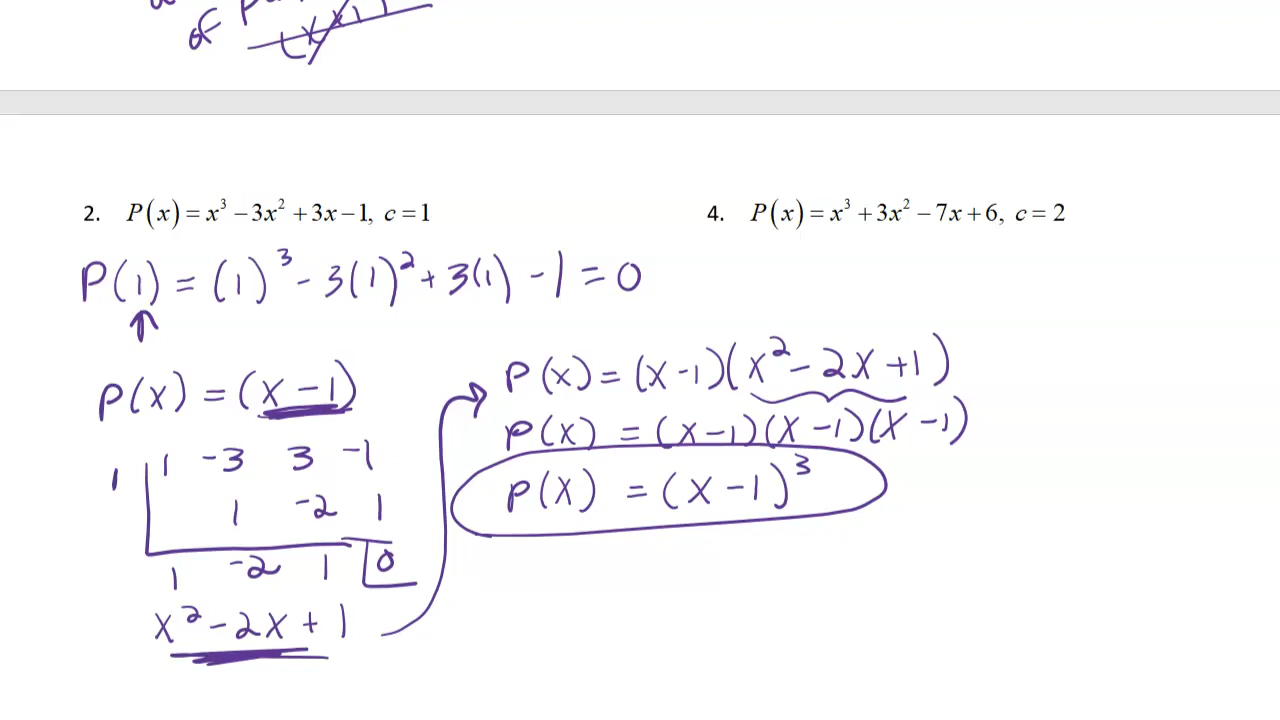 of
2. P(x) = x³ − 3x² + 3x − 1, c = 1
4. P(x) = x³ + 3x² − 7x + 6, c = 2
P(1) = (1)³ - 3(1)² + 3(1) - 1 = 0
P(x) = (x - 1)
1 | 1 -3 3 -1
1 -2 1
1 -2 1 | 0
x² - 2x + 1
P(x) = (x - 1)(x² - 2x + 1)
P(x) = (x - 1)(x - 1)(x - 1)
P(x) = (x - 1)³